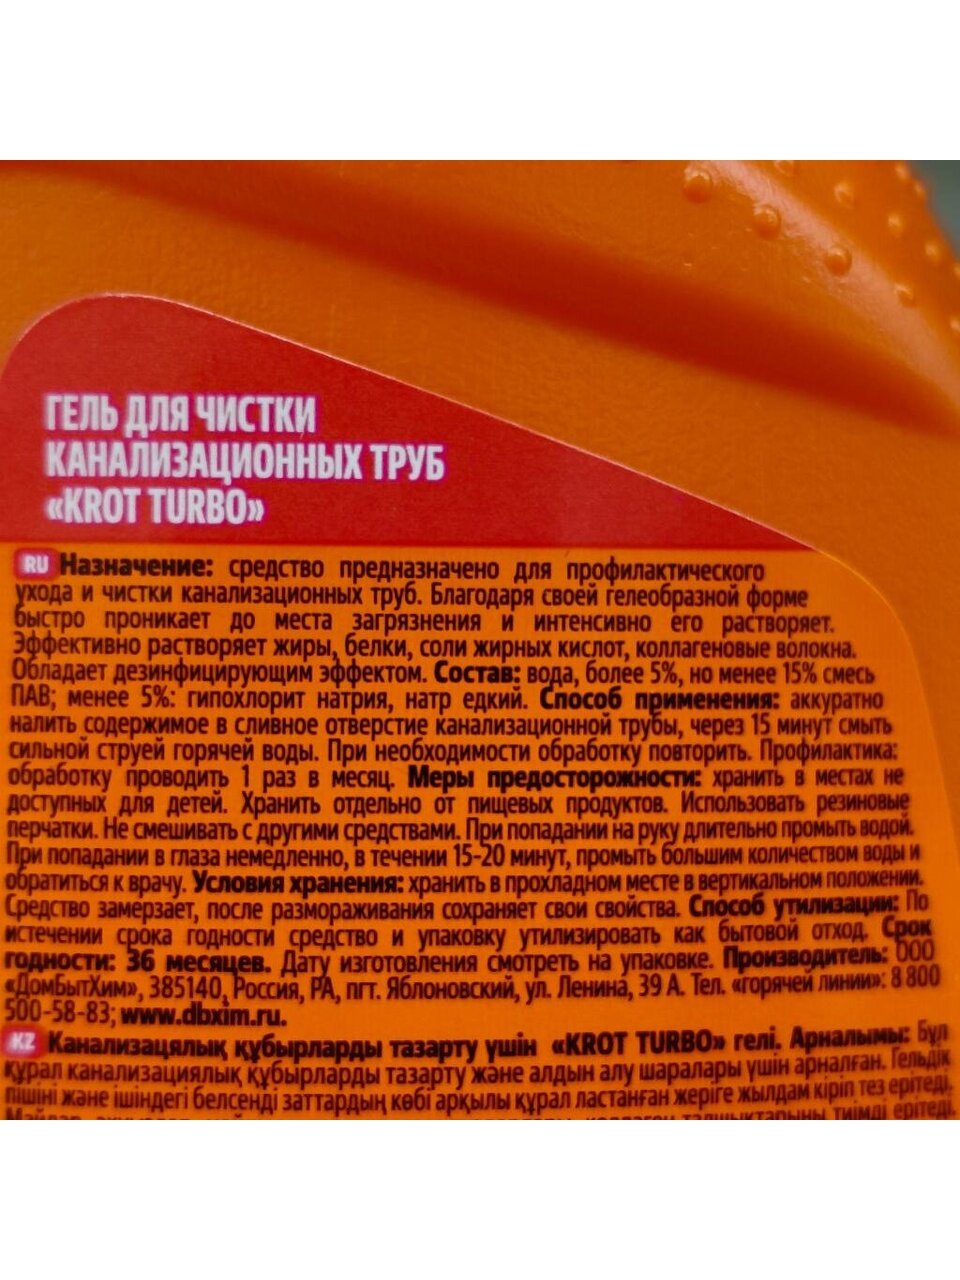 ГЕЛЬ ДЛЯ ЧИСТКИ
КАНАЛИЗАЦИОННЫХ ТРУБ
«KROT TURBO»
RU Назначение: средство предназначено для профилактического
ухода и чистки канализационных труб. Благодаря своей гелеобразной форме
быстро проникает до места загрязнения и интенсивно его растворяет.
Эффективно растворяет жиры, белки, соли жирных кислот, коллагеновые волокна.
Обладает дезинфицирующим эффектом. Состав: вода, более 5%, но менее 15% смесь
ПАВ; менее 5%: гипохлорит натрия, натр едкий. Способ применения: аккуратно
налить содержимое в сливное отверстие канализационной трубы, через 15 минут смыть
сильной струей горячей воды. При необходимости обработку повторить. Профилактика:
обработку проводить 1 раз в месяц. Меры предосторожности: хранить в местах не
доступных для детей. Хранить отдельно от пищевых продуктов. Использовать резиновые
перчатки. Не смешивать с другими средствами. При попадании на руку длительно промыть водой.
При попадании в глаза немедленно, в течении 15-20 минут, промыть большим количеством воды и
обратиться к врачу. Условия хранения: хранить в прохладном месте в вертикальном положении.
Средство замерзает, после размораживания сохраняет свои свойства. Способ утилизации: По
истечении срока годности средство и упаковку утилизировать как бытовой отход. Срок
годности: 36 месяцев. Дату изготовления смотреть на упаковке. Производитель: ООО
«ДомБытХим», 385140, Россия, РА, пгт. Яблоновский, ул. Ленина, 39 А. Тел. «горячей линии»: 8 800
500-58-83; www.dbxim.ru.
KZ Канализацялық құбырларды тазарту үшін «KROT TURBO» гелі. Арналымы: Бұл
құрал канализациялық құбырларды тазарту және алдын алу шаралары үшін арналған. Гельдік
пішіні және ішіндегі белсенді заттардың көбі арқылы құрал ластанған жеріге жылдам кіріп тез ерітеді.
талшықтарыны тиімді ерітеді.